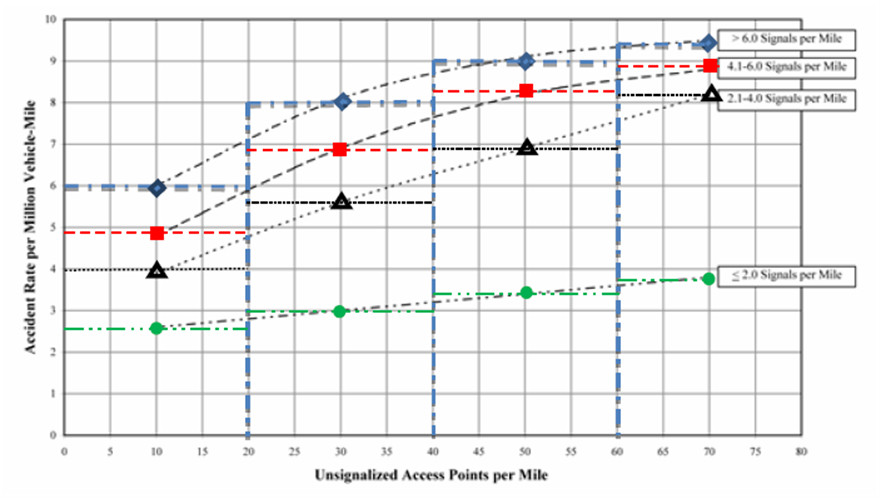 10
9
8
7
6
5
4
3
2
1
0
Accident Rate per Million Vehicle-Mile
> 6.0 Signals per Mile
4.1-6.0 Signals per Mile
2.1-4.0 Signals per Mile
≤ 2.0 Signals per Mile
0 5 10 15 20 25 30 35 40 45 50 55 60 65 70 75 80
Unsignalized Access Points per Mile